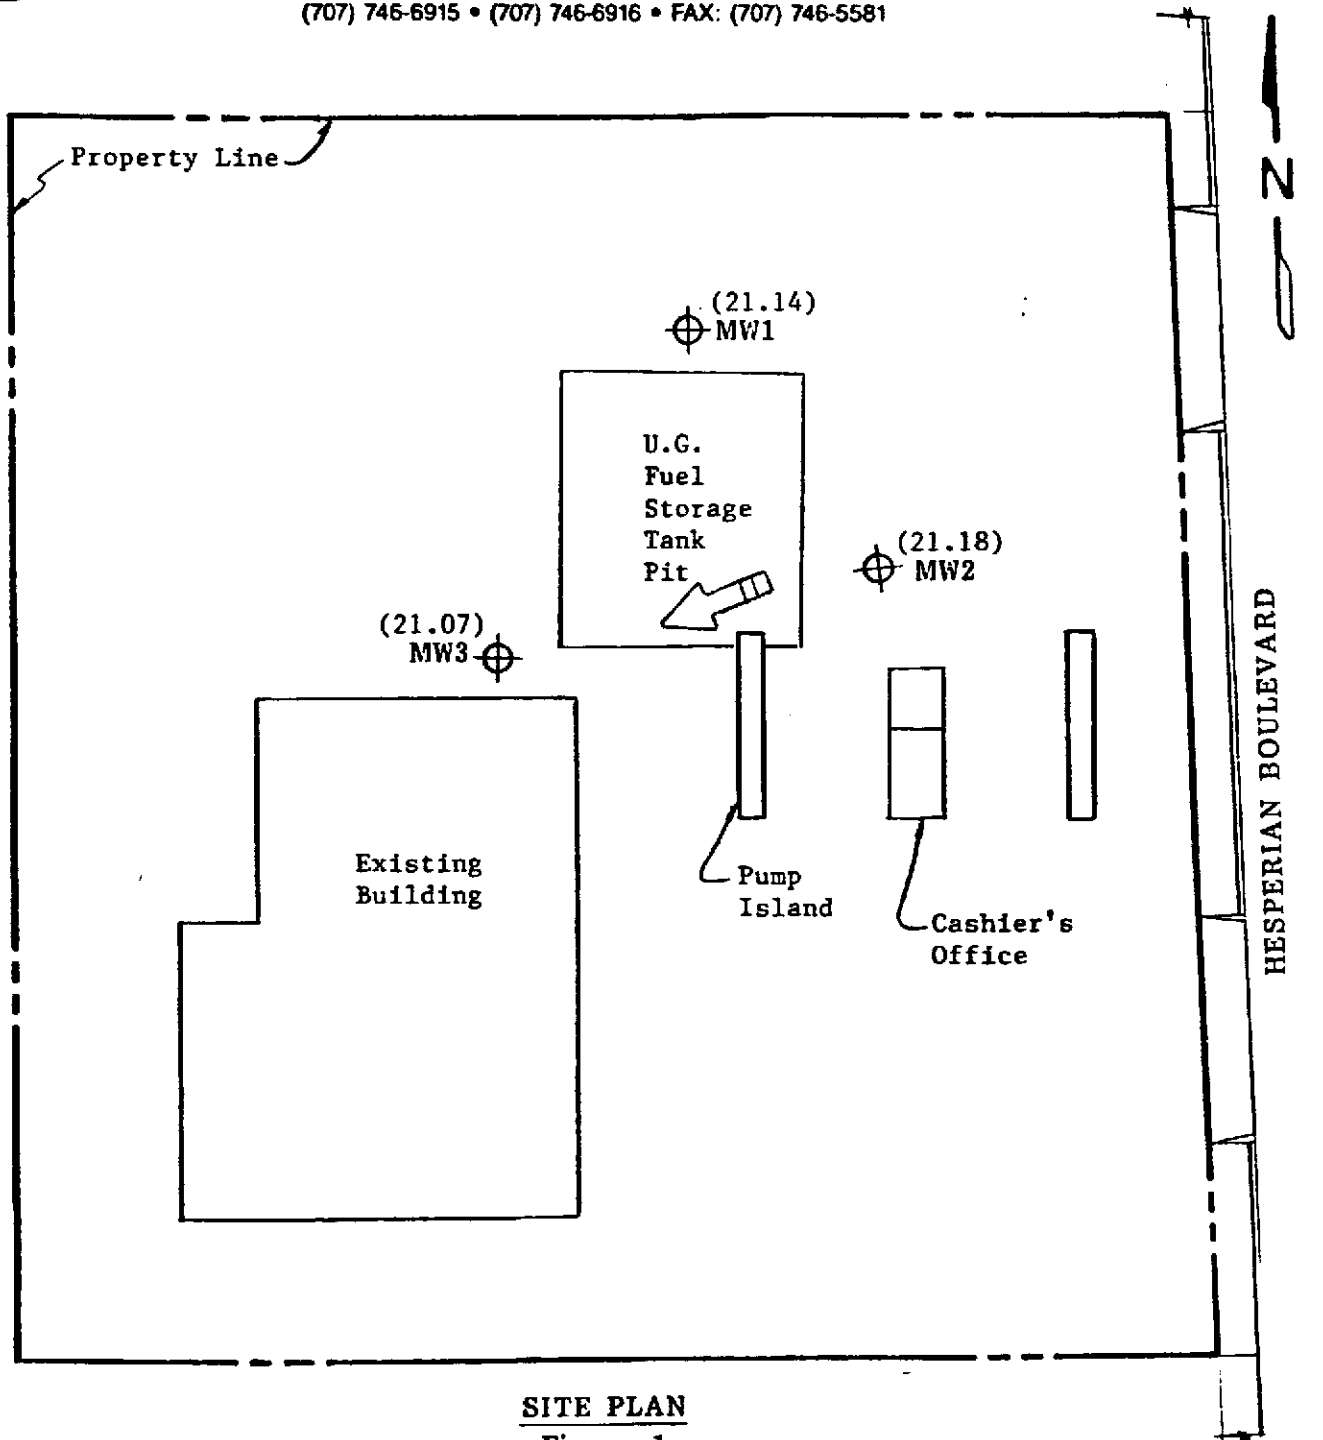 (707) 746-6915 • (707) 746-6916 • FAX: (707) 746-5581
Property Line
N
(21.14)
MW1
U.G.
Fuel
Storage
Tank
Pit
(21.18)
MW2
(21.07)
MW3
HESPERIAN BOULEVARD
Existing
Building
Pump
Island
Cashier's
Office
SITE PLAN